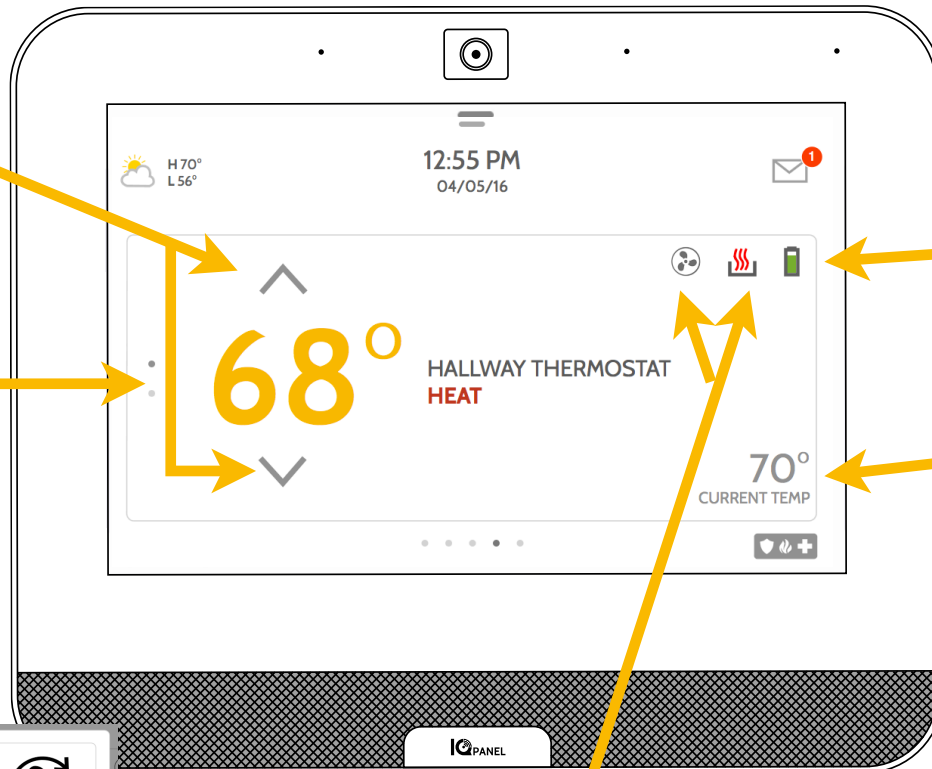 H 70°
L 56°
12:55 PM
04/05/16
1
68°
HALLWAY THERMOSTAT
HEAT
70°
CURRENT TEMP
IQ PANEL